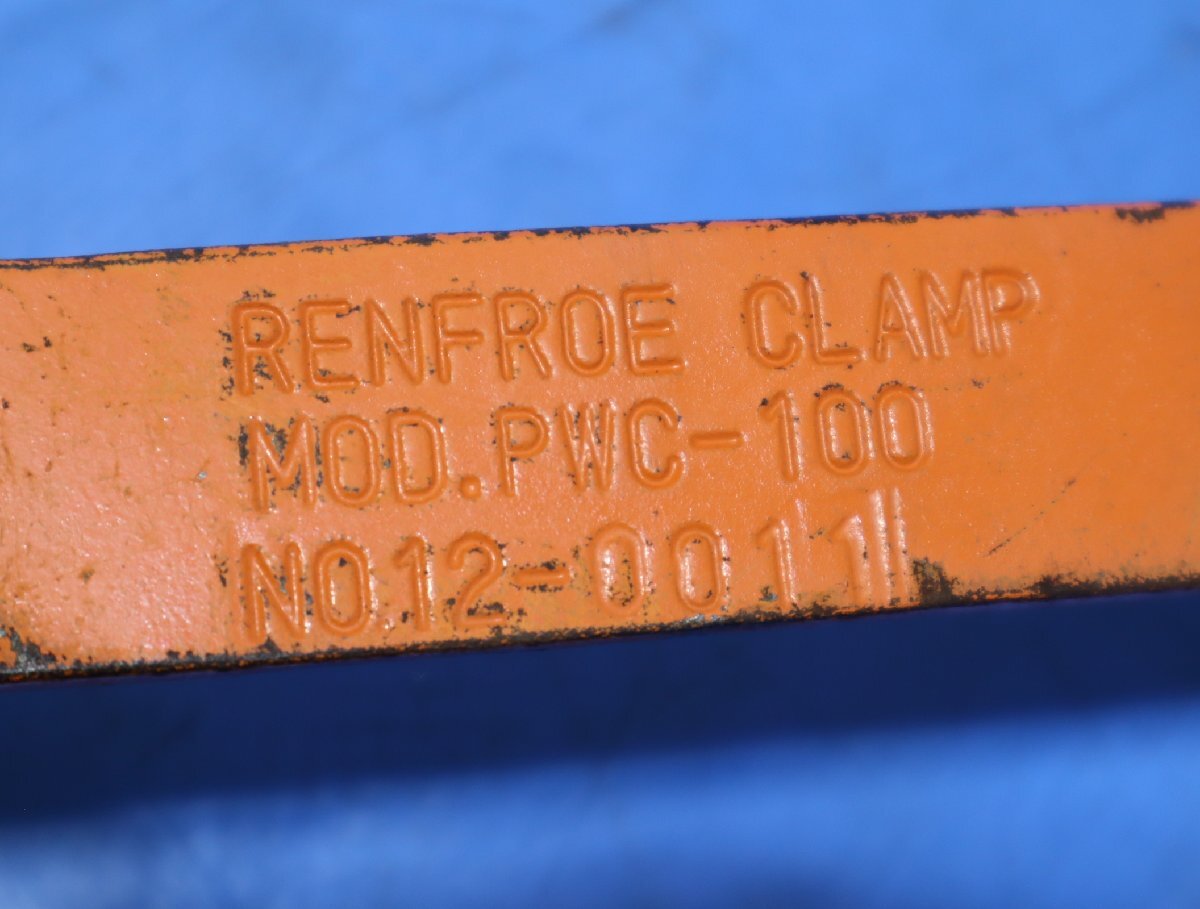 RENFROE CLAMP
MOD.PWC-100
NO.12-0011